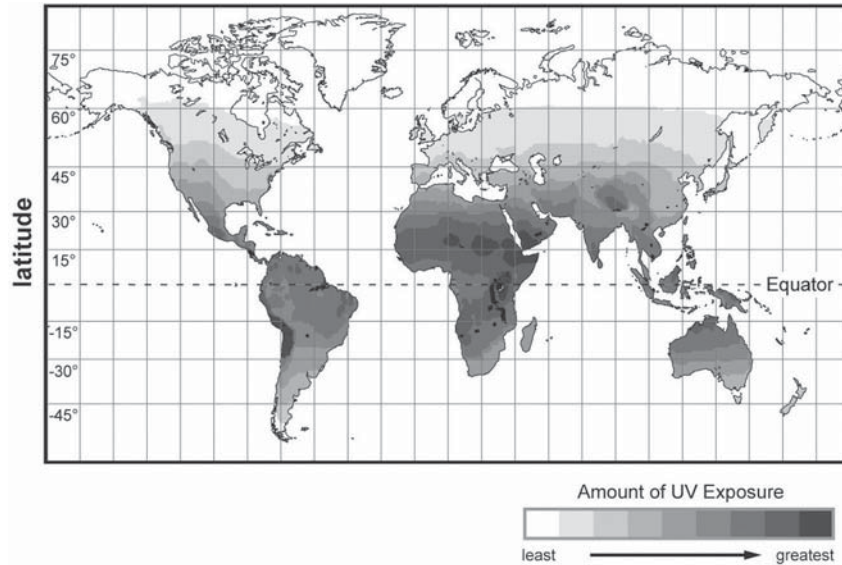 75°
60°
45°
30°
15°
Equator
-15°
-30°
-45°
latitude
Amount of UV Exposure
least greatest